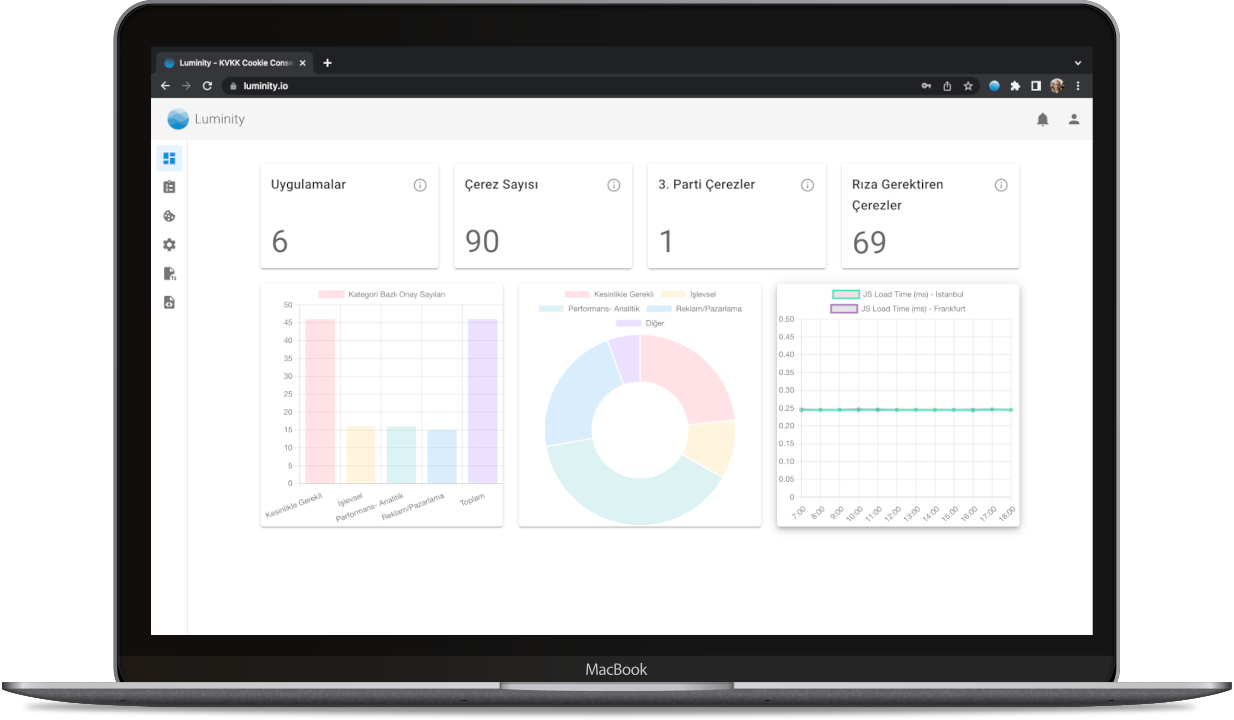 Luminity - KVKK Cookie Conse
luminity.io
Luminity
Uygulamalar
6
Çerez Sayısı
90
3. Parti Çerezler
1
Rıza Gerektiren
Çerezler
69
Kategori Bazlı Onay Sayıları
50
45
40
35
30
25
20
15
10
5
0
Kesinlikle Gerekli
İşlevsel
Performans- Analitik
Reklam/Pazarlama
Toplam
Kesinlikle Gerekli İşlevsel
Performans- Analitik Reklam/Pazarlama
Diğer
JS Load Time (ms) - Istanbul
JS Load Time (ms) - Frankfurt
0.50
0.45
0.40
0.35
0.30
0.25
0.20
0.15
0.10
0.05
0
7:00 8:00 9:00 10:00 11:00 12:00 13:00 14:00 15:00 16:00 17:00 18:00
MacBook